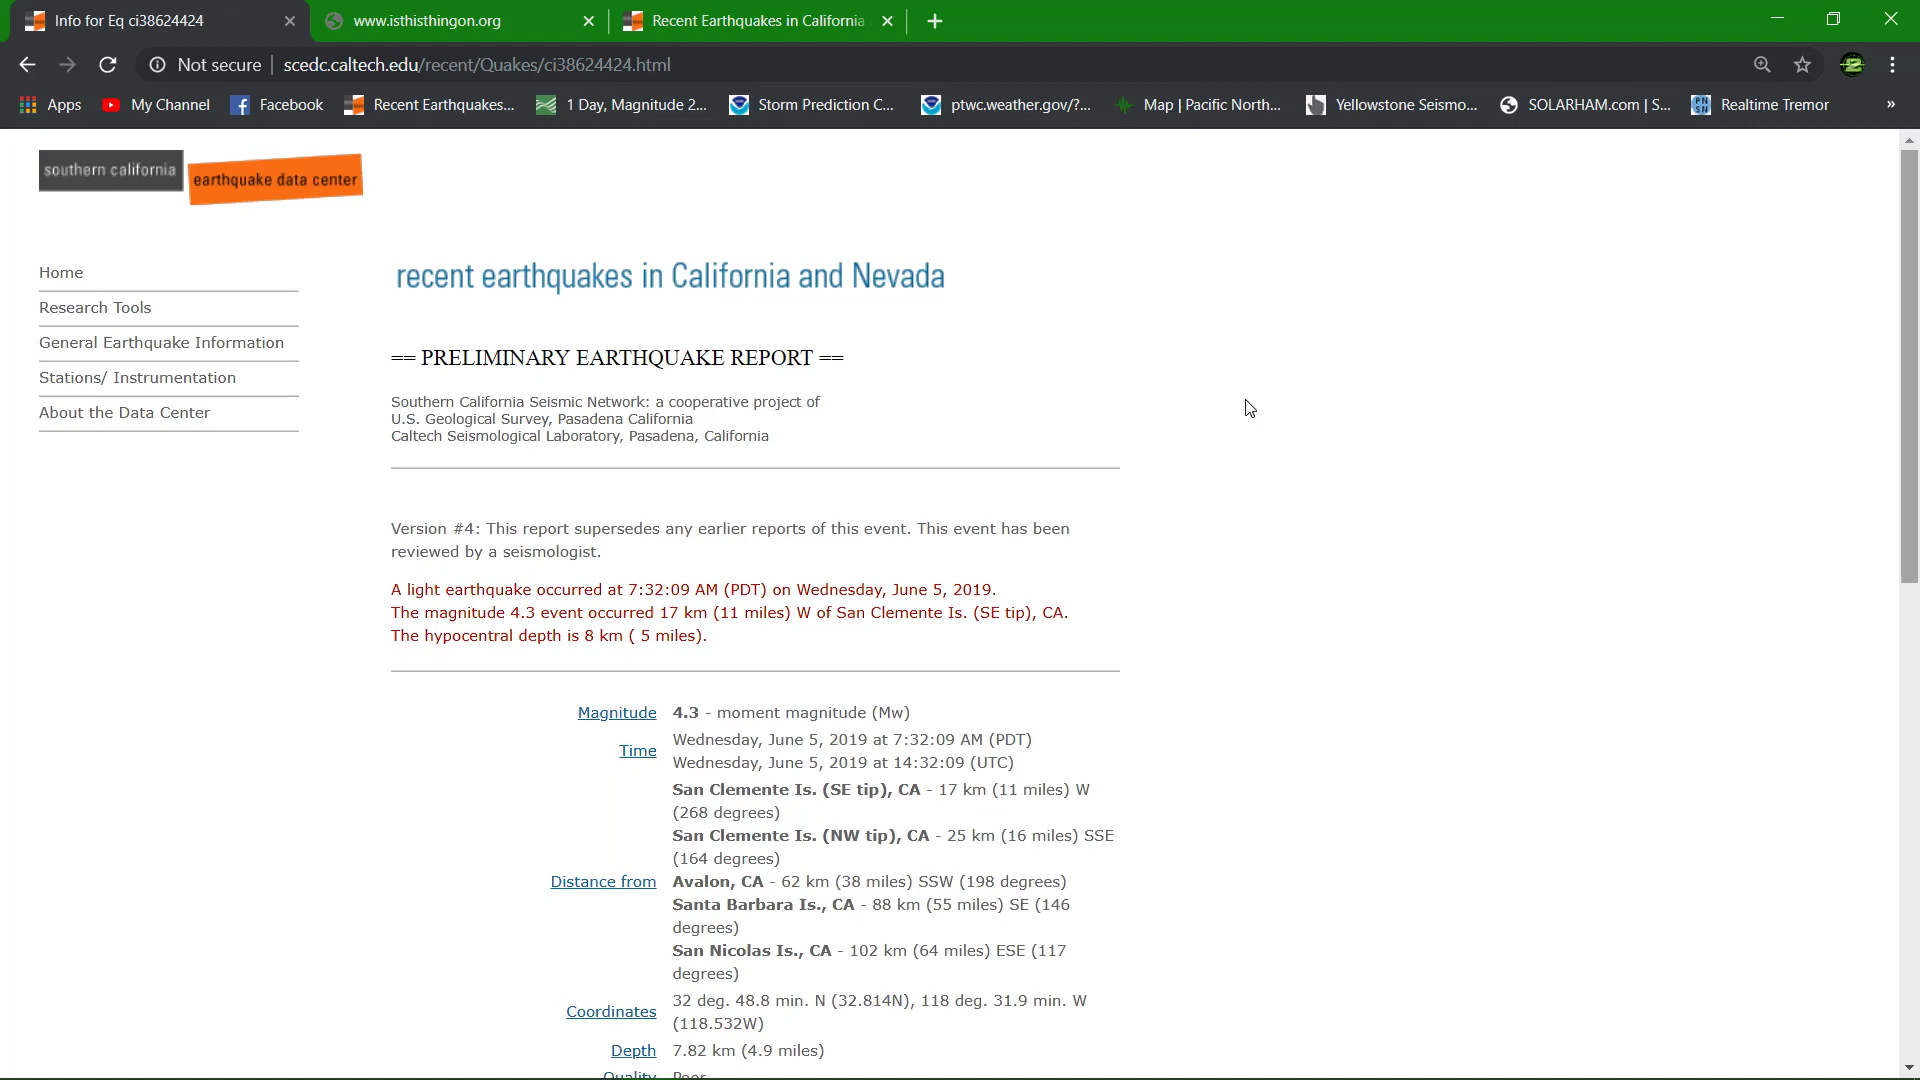 Info for Eq ci38624424
www.isthisthingon.org
Recent Earthquakes in California
Not secure
scedc.caltech.edu/recent/Quakes/ci38624424.html
Apps
My Channel
Facebook
Recent Earthquakes...
1 Day, Magnitude 2...
Storm Prediction C...
ptwc.weather.gov/?...
Map | Pacific North...
Yellowstone Seismo...
SOLARHAM.com | S...
Realtime Tremor
»
southern california
earthquake data center
Home
Research Tools
General Earthquake Information
Stations/ Instrumentation
About the Data Center
recent earthquakes in California and Nevada
== PRELIMINARY EARTHQUAKE REPORT ==
Southern California Seismic Network: a cooperative project of
U.S. Geological Survey, Pasadena California
Caltech Seismological Laboratory, Pasadena, California
Version #4: This report supersedes any earlier reports of this event. This event has been
reviewed by a seismologist.
A light earthquake occurred at 7:32:09 AM (PDT) on Wednesday, June 5, 2019.
The magnitude 4.3 event occurred 17 km (11 miles) W of San Clemente Is. (SE tip), CA.
The hypocentral depth is 8 km ( 5 miles).
Magnitude 4.3 - moment magnitude (Mw)
Time
Wednesday, June 5, 2019 at 7:32:09 AM (PDT)
Wednesday, June 5, 2019 at 14:32:09 (UTC)
Distance from
San Clemente Is. (SE tip), CA - 17 km (11 miles) W
(268 degrees)
San Clemente Is. (NW tip), CA - 25 km (16 miles) SSE
(164 degrees)
Avalon, CA - 62 km (38 miles) SSW (198 degrees)
Santa Barbara Is., CA - 88 km (55 miles) SE (146
degrees)
San Nicolas Is., CA - 102 km (64 miles) ESE (117
degrees)
Coordinates
32 deg. 48.8 min. N (32.814N), 118 deg. 31.9 min. W
(118.532W)
Depth 7.82 km (4.9 miles)
Quality Poor